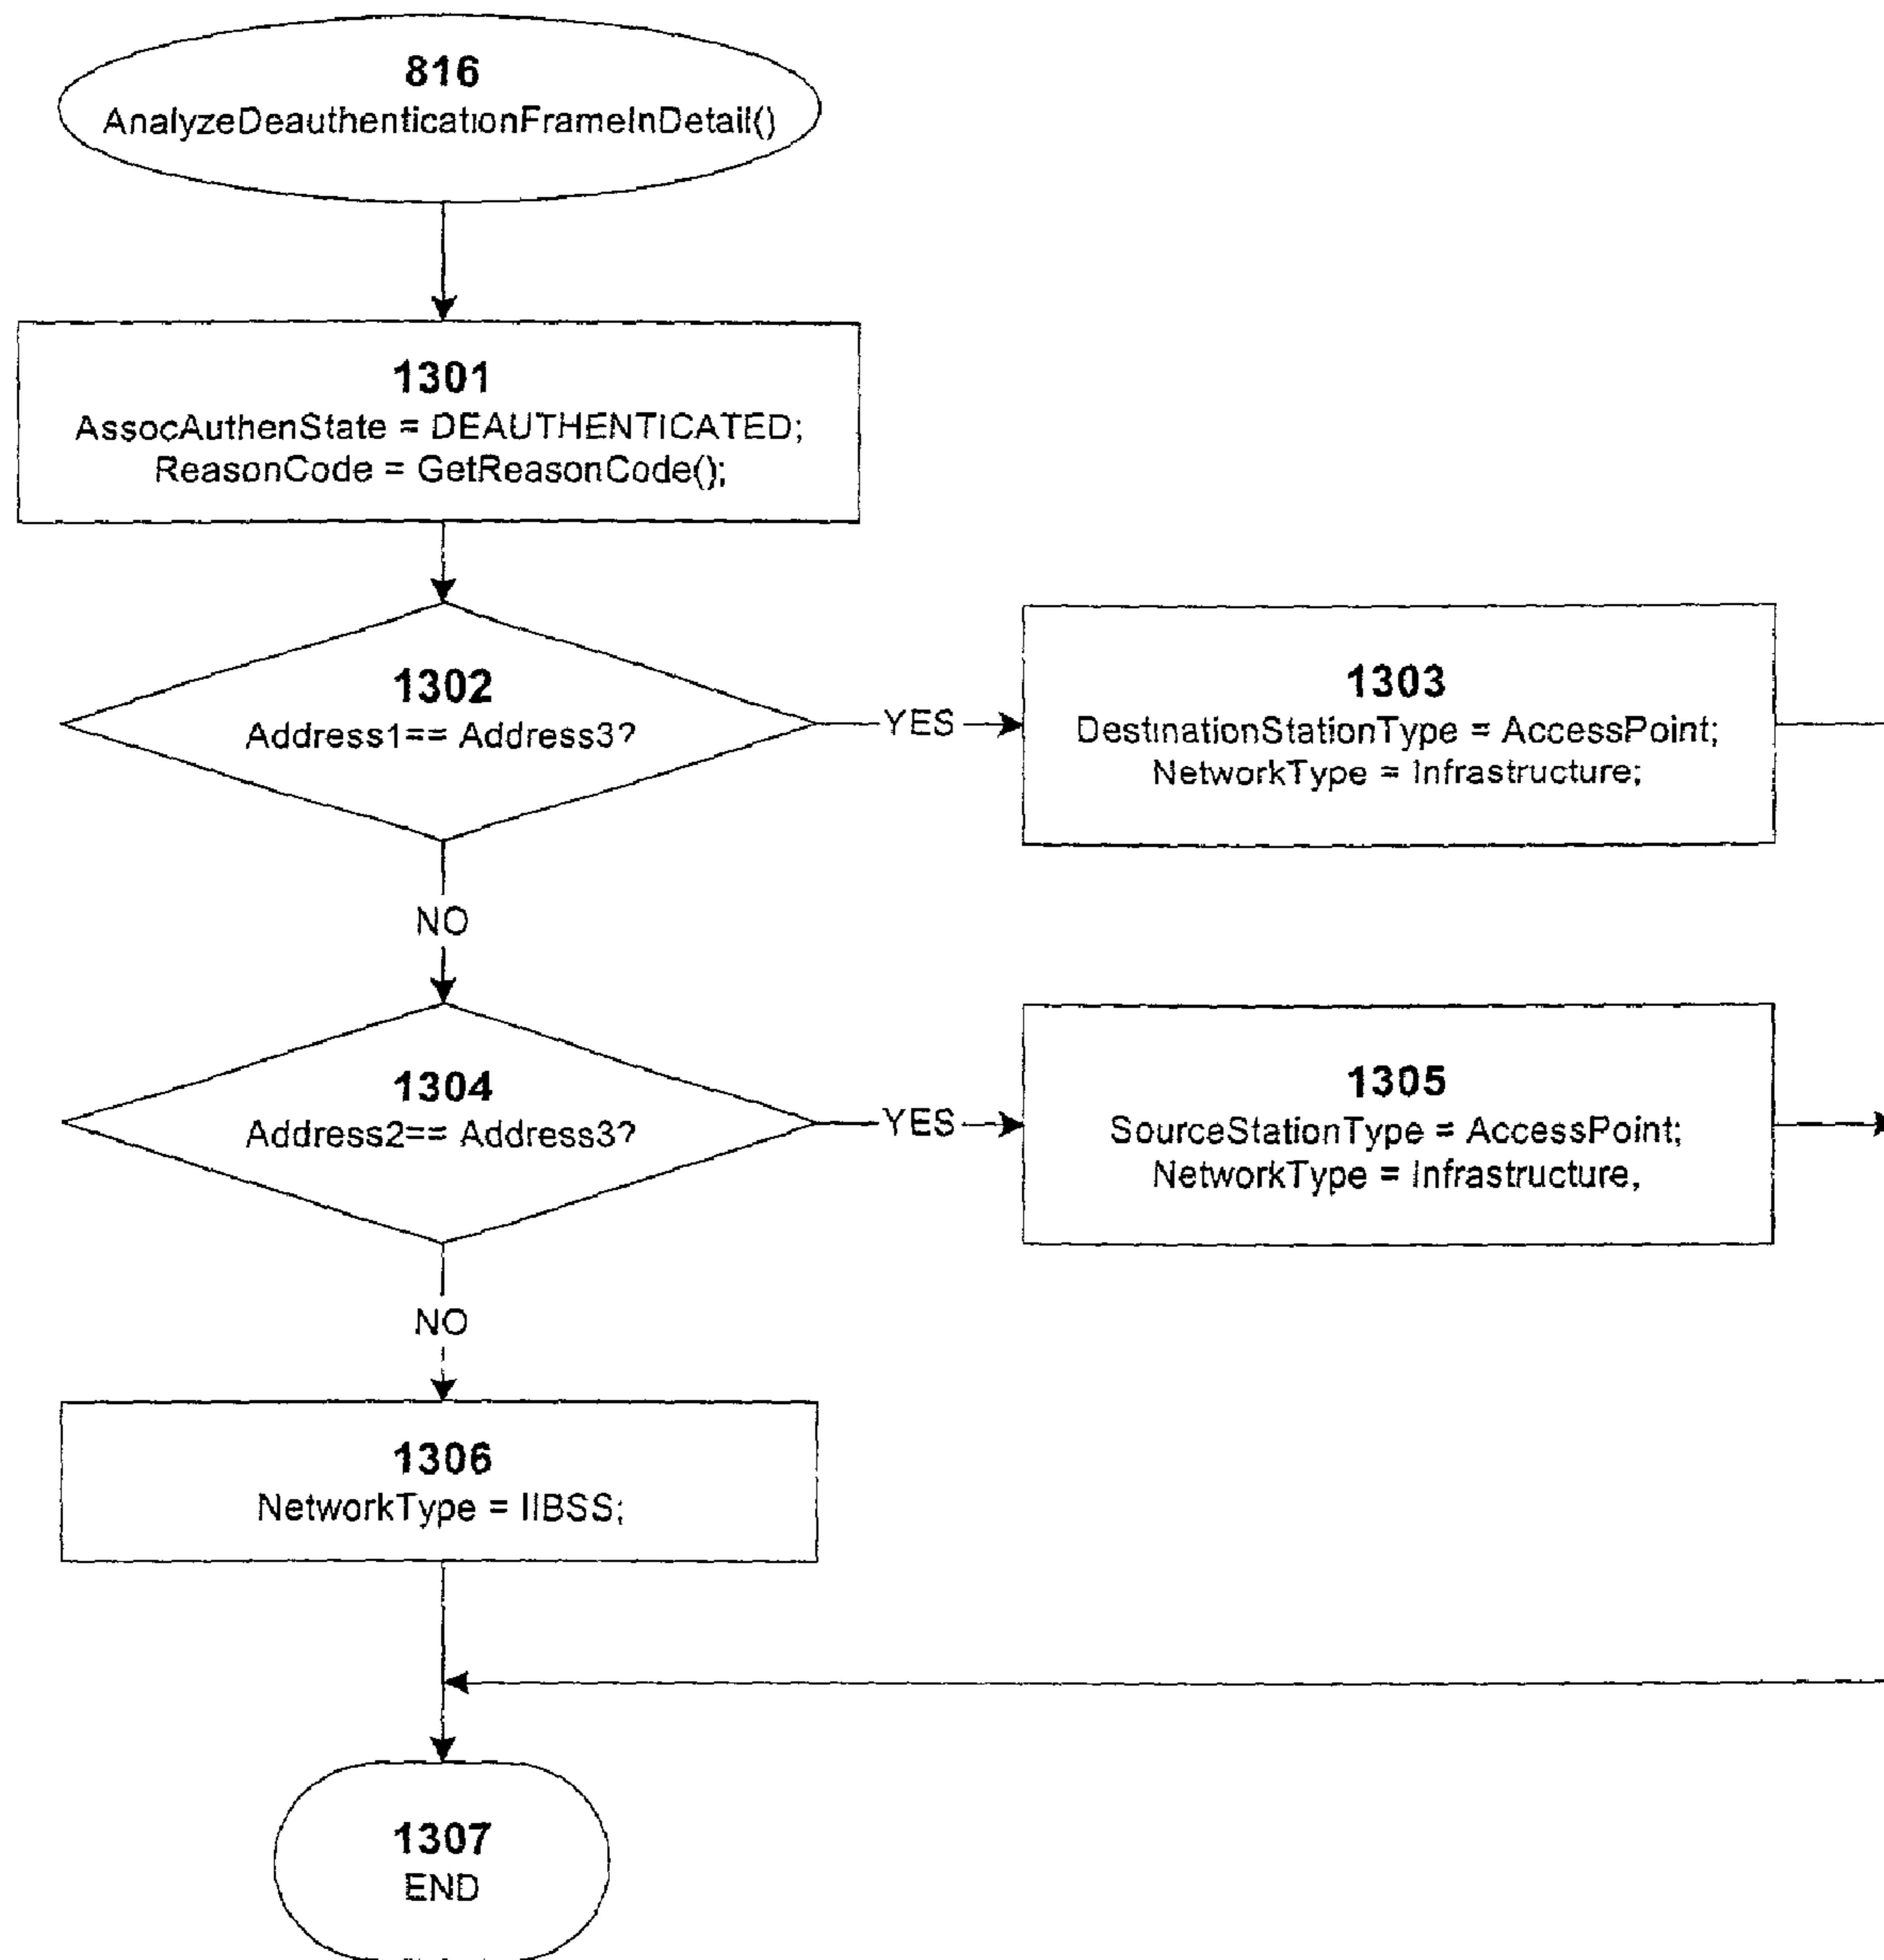 816
AnalyzeDeauthenticationFrameInDetail()
1301
AssocAuthenState = DEAUTHENTICATED;
ReasonCode = GetReasonCode();
1302
Address1== Address3?
YES
1303
DestinationStationType = AccessPoint;
NetworkType = Infrastructure;
NO
1304
Address2== Address3?
YES
1305
SourceStationType = AccessPoint;
NetworkType = Infrastructure,
NO
1306
NetworkType = IIBSS;
1307
END